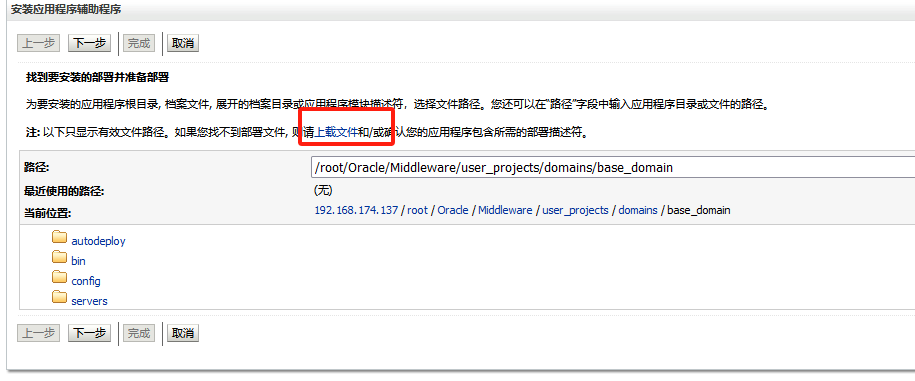 安装应用程序辅助程序
上一步 下一步 完成 取消
找到要安装的部署并准备部署
为要安装的应用程序根目录, 档案文件, 展开的档案目录或应用程序模块描述符，选择文件路径。您还可以在“路径”字段中输入应用程序目录或文件的路径。
注: 以下只显示有效文件路径。如果您找不到部署文件, 则请上载文件和/或确认您的应用程序包含所需的部署描述符。
路径: /root/Oracle/Middleware/user_projects/domains/base_domain
最近使用的路径: (无)
当前位置: 192.168.174.137 / root / Oracle / Middleware / user_projects / domains / base_domain
autodeploy
bin
config
servers
上一步 下一步 完成 取消